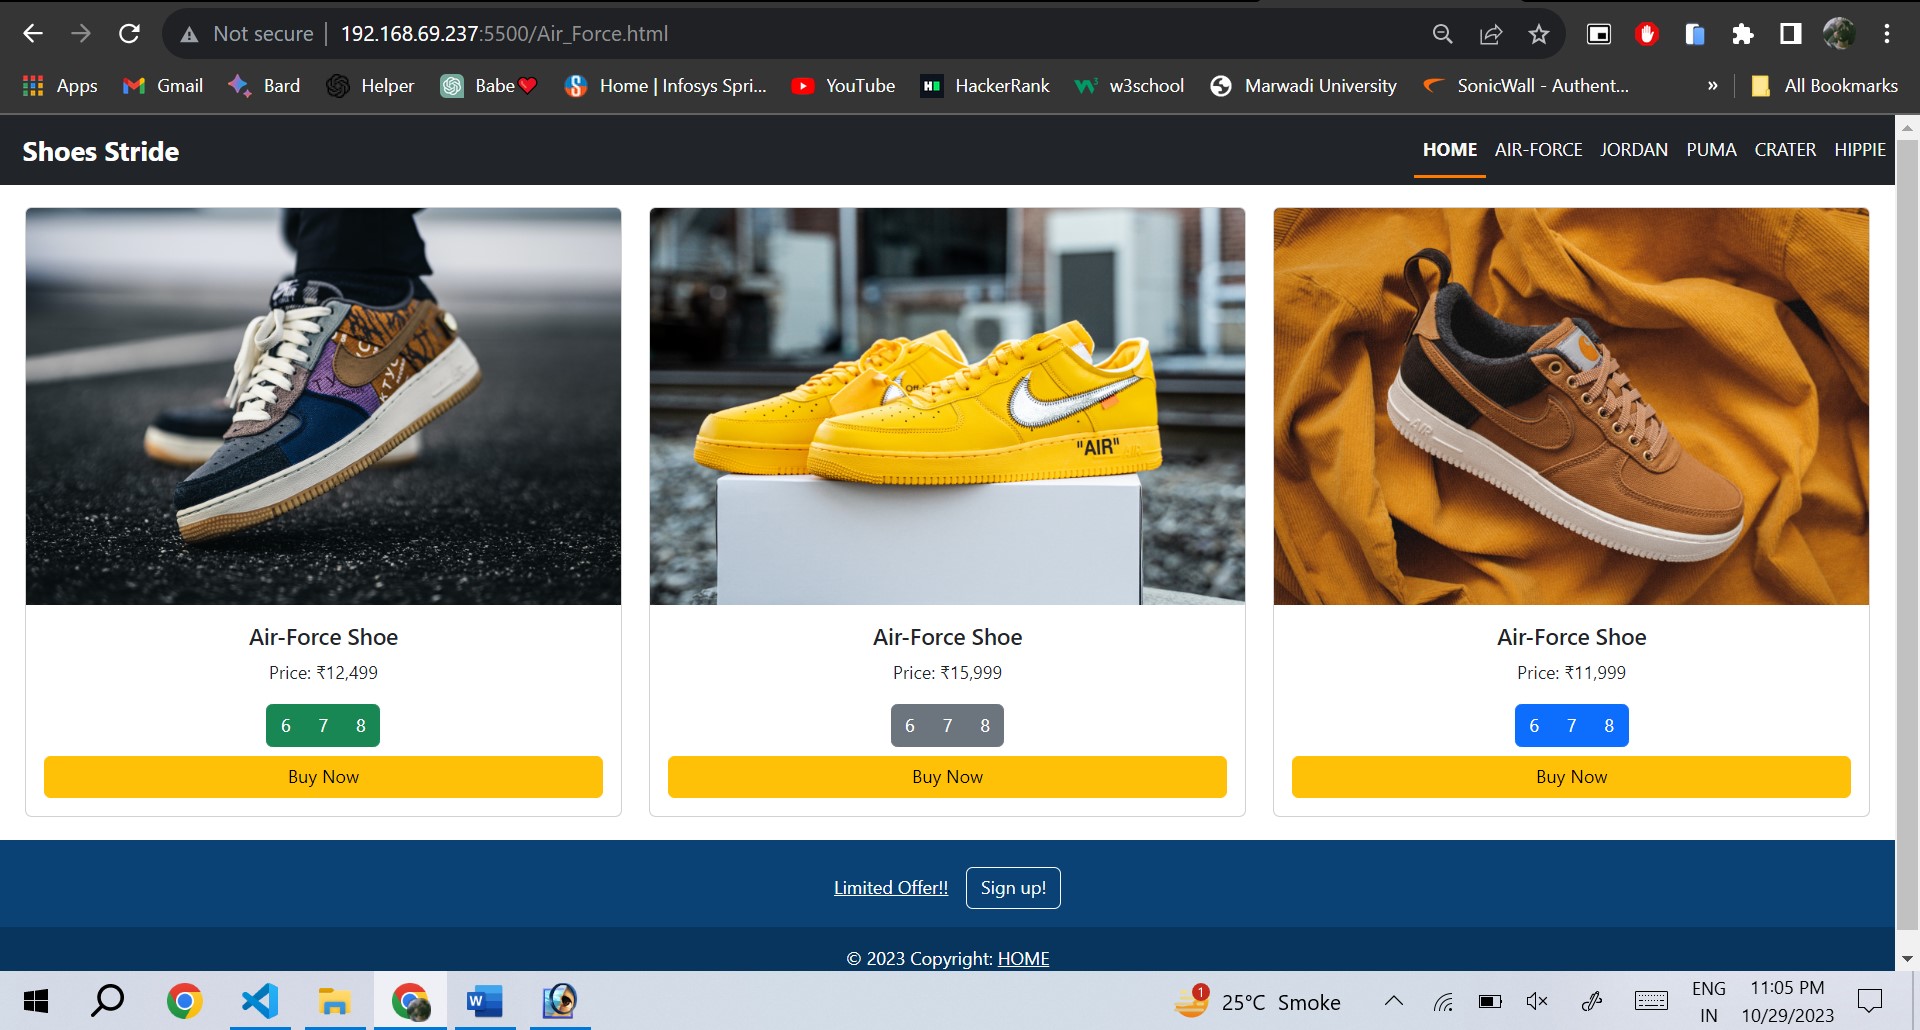 Not secure | 192.168.69.237:5500/Air_Force.html
Apps Gmail Bard Helper Babe❤️ Home | Infosys Spri... YouTube HackerRank w3school Marwadi University SonicWall - Authent... » All Bookmarks
Shoes Stride HOME AIR-FORCE JORDAN PUMA CRATER HIPPIE
"AIR"
Air-Force Shoe
Price: ₹12,499
6 7 8
Buy Now
Air-Force Shoe
Price: ₹15,999
6 7 8
Buy Now
Air-Force Shoe
Price: ₹11,999
6 7 8
Buy Now
Limited Offer!! Sign up!
© 2023 Copyright: HOME
1 25°C Smoke
ENG
IN
11:05 PM
10/29/2023